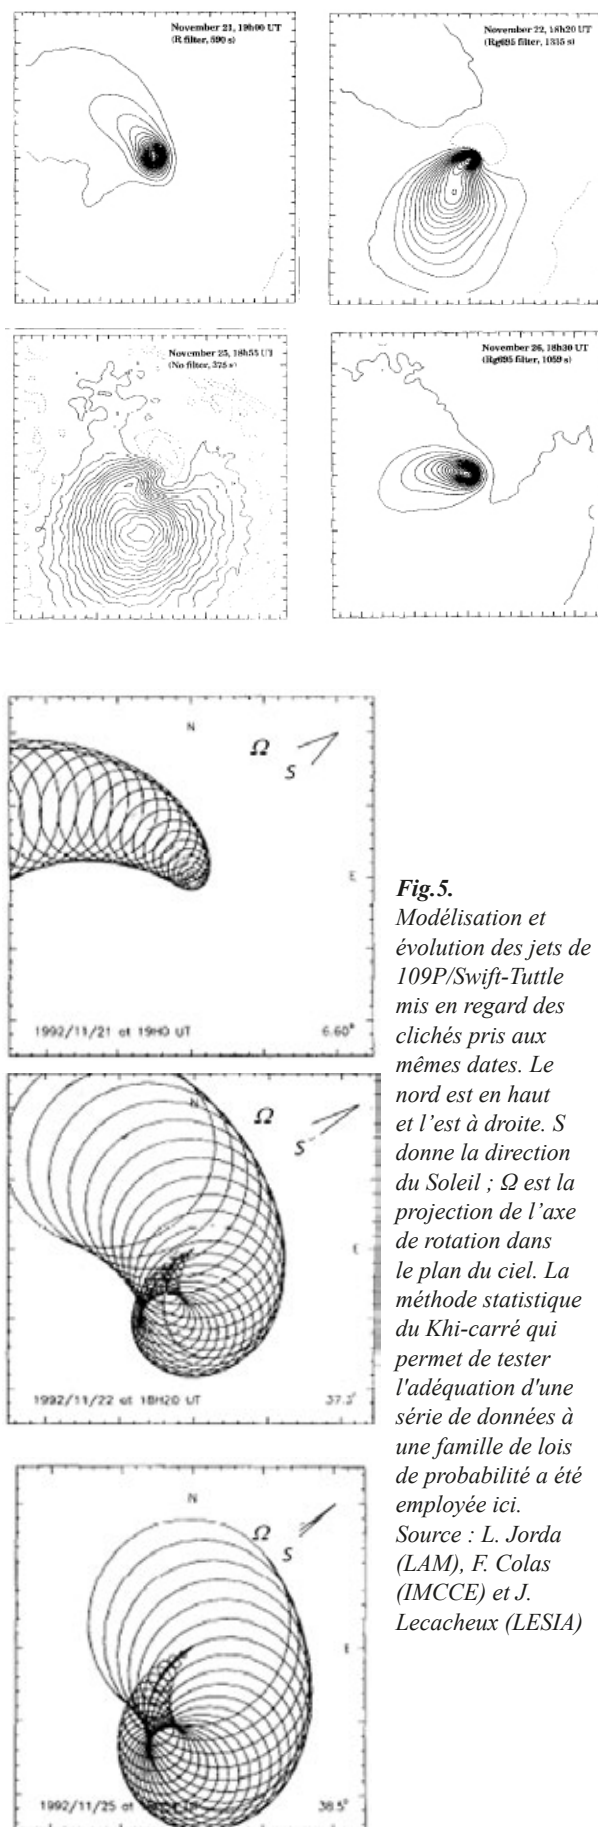 November 21, 19h00 UT
(R filter, 590 s)
November 22, 18h20 UT
(Rg695 filter, 1335 s)
November 25, 18h55 UT
(No filter, 375 s)
November 26, 18h30 UT
(Rg695 filter, 1059 s)
N
Ω
S
E
1992/11/21 at 19H0 UT
6.60°
N
Ω
S
E
1992/11/22 at 18H20 UT
37.3°
N
Ω
S
E
1992/11/25 at
38.5°
Fig.5.
Modélisation et
évolution des jets de
109P/Swift-Tuttle
mis en regard des
clichés pris aux
mêmes dates. Le
nord est en haut
et l’est à droite. S
donne la direction
du Soleil ; Ω est la
projection de l’axe
de rotation dans
le plan du ciel. La
méthode statistique
du Khi-carré qui
permet de tester
l'adéquation d'une
série de données à
une famille de lois
de probabilité a été
employée ici.
Source : L. Jorda
(LAM), F. Colas
(IMCCE) et J.
Lecacheux (LESIA)